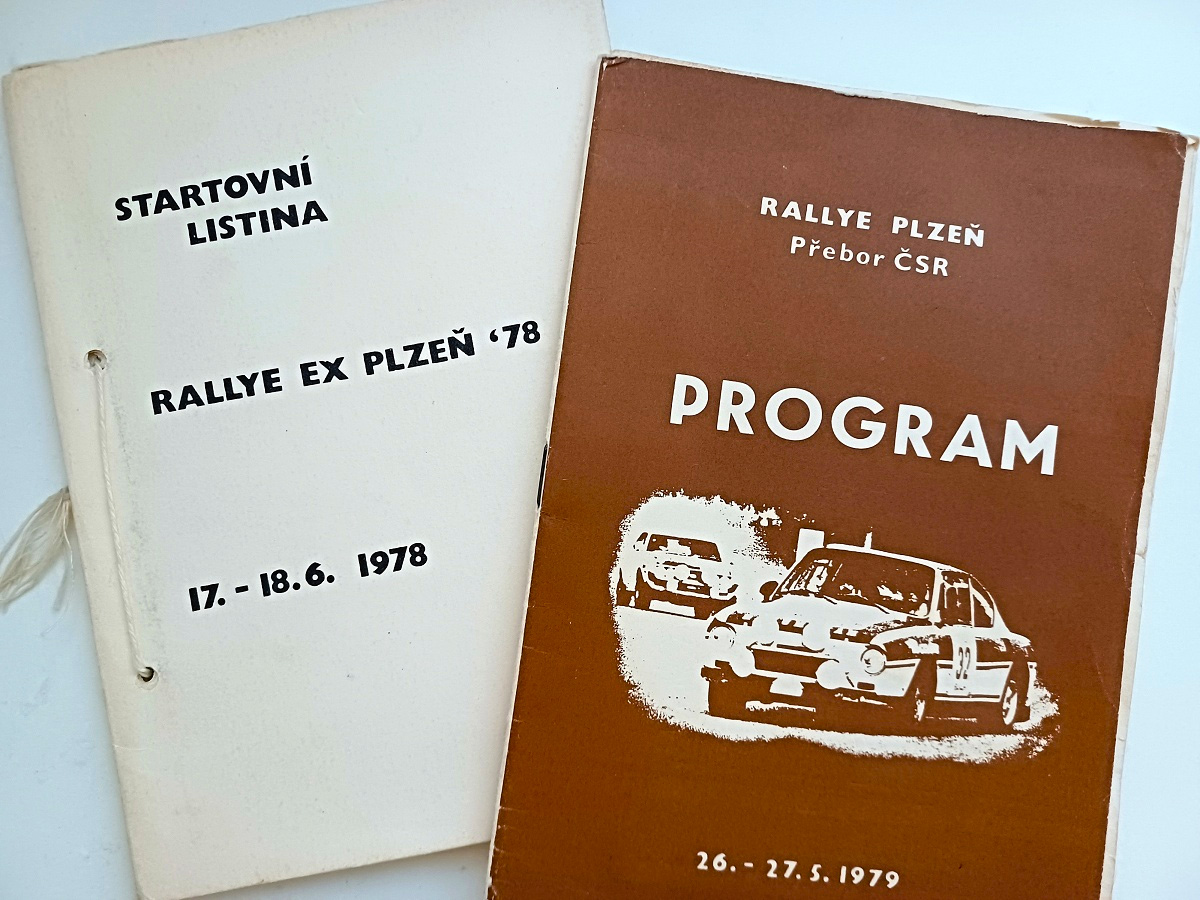 STARTOVNÍ
LISTINA
RALLYE EX PLZEŇ '78
17. - 18.6. 1978
RALLYE PLZEŇ
Přebor ČSR
PROGRAM
32
26. - 27. 5. 1979